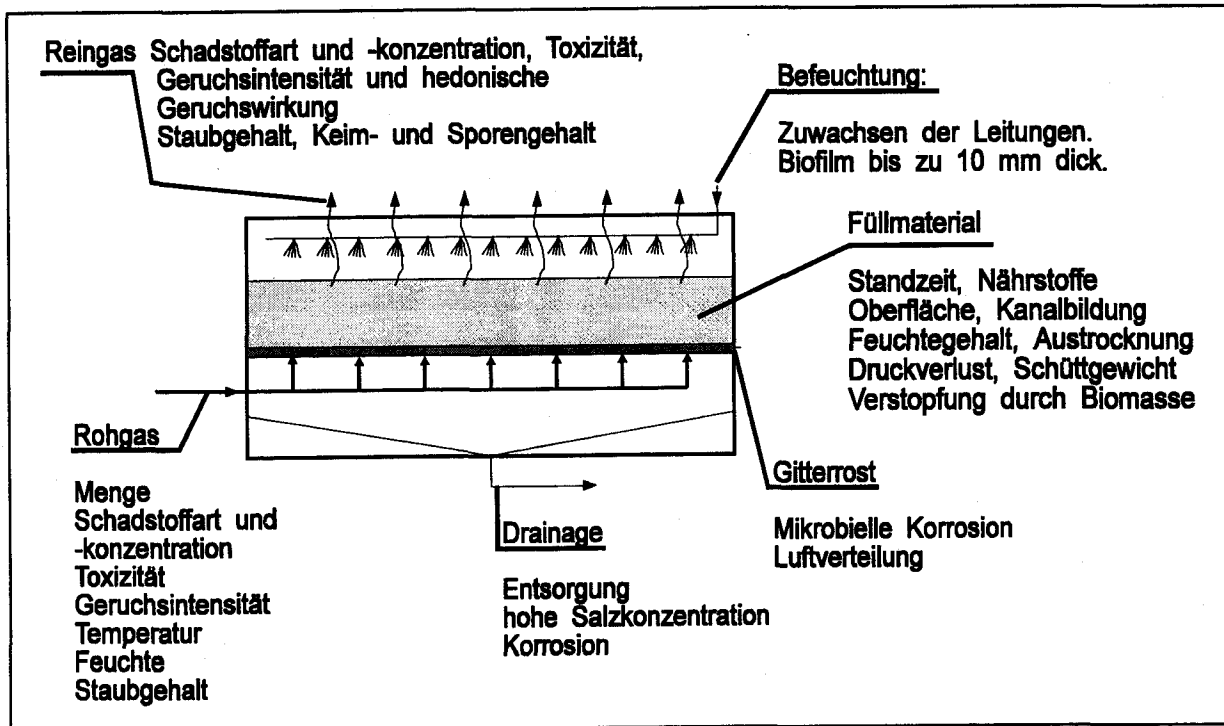 Reingas Schadstoffart und -konzentration, Toxizität,
Geruchsintensität und hedonische
Geruchswirkung
Staubgehalt, Keim- und Sporengehalt
Befeuchtung:
Zuwachsen der Leitungen.
Biofilm bis zu 10 mm dick.
Füllmaterial
Standzeit, Nährstoffe
Oberfläche, Kanalbildung
Feuchtegehalt, Austrocknung
Druckverlust, Schüttgewicht
Verstopfung durch Biomasse
Rohgas
Menge
Schadstoffart und
-konzentration
Toxizität
Geruchsintensität
Temperatur
Feuchte
Staubgehalt
Drainage
Entsorgung
hohe Salzkonzentration
Korrosion
Gitterrost
Mikrobielle Korrosion
Luftverteilung